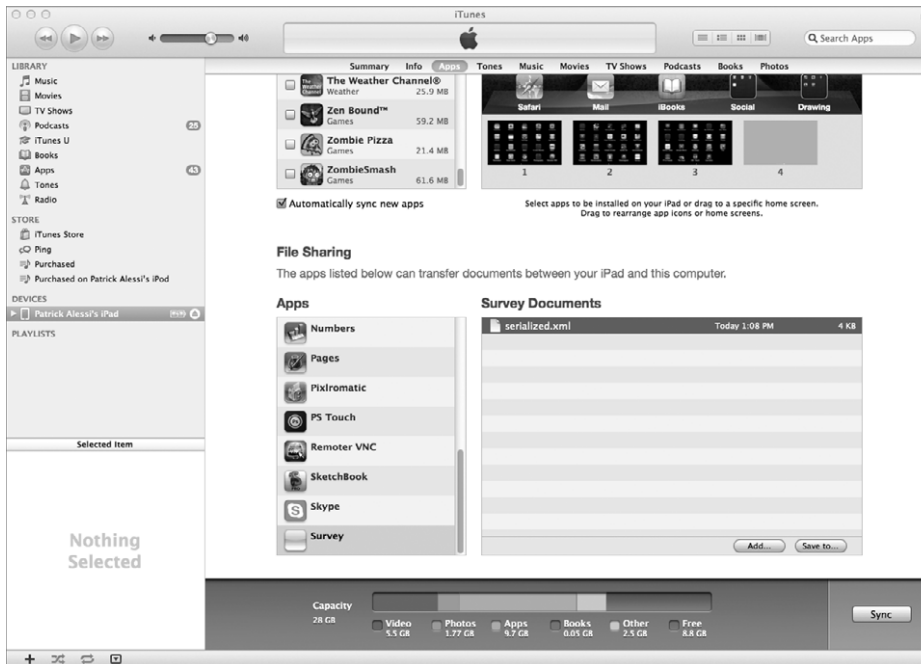 iTunes
Search Apps
LIBRARY
Music
Movies
TV Shows
Podcasts 25
iTunes U
Books
Apps 43
Tones
Radio
STORE
iTunes Store
Ping
Purchased
Purchased on Patrick Alessi's iPod
DEVICES
Patrick Alessi's iPad
PLAYLISTS
Selected Item
Nothing
Selected
Summary Info Apps Tones Music Movies TV Shows Podcasts Books Photos
The Weather Channel®
Weather 25.9 MB
Zen Bound™
Games 59.2 MB
Zombie Pizza
Games 21.4 MB
ZombieSmash
Games 61.6 MB
Automatically sync new apps
Safari Mail iBooks Social Drawing
1 2 3 4
Select apps to be installed on your iPad or drag to a specific home screen.
Drag to rearrange app icons or home screens.
File Sharing
The apps listed below can transfer documents between your iPad and this computer.
Apps
Numbers
Pages
Pixlromatic
PS Touch
Remoter VNC
SketchBook
Skype
Survey
Survey Documents
serialized.xml Today 1:08 PM 4 KB
Add... Save to...
Capacity
28 GB
Video Photos Apps Books Other Free
5.5 GB 1.77 GB 9.7 GB 0.05 GB 2.5 GB 8.8 GB
Sync